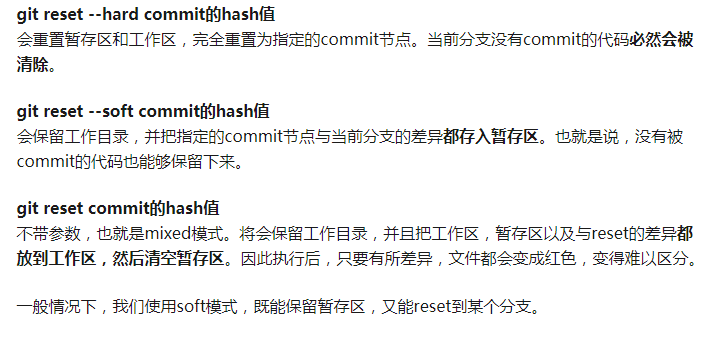 git reset --hard commit的hash值
会重置暂存区和工作区，完全重置为指定的commit节点。当前分支没有commit的代码必然会被
清除。
git reset --soft commit的hash值
会保留工作目录，并把指定的commit节点与当前分支的差异都存入暂存区。也就是说，没有被
commit的代码也能够保留下来。
git reset commit的hash值
不带参数，也就是mixed模式。将会保留工作目录，并且把工作区，暂存区以及与reset的差异都
放到工作区，然后清空暂存区。因此执行后，只要有所差异，文件都会变成红色，变得难以区分。
一般情况下，我们使用soft模式，既能保留暂存区，又能reset到某个分支。